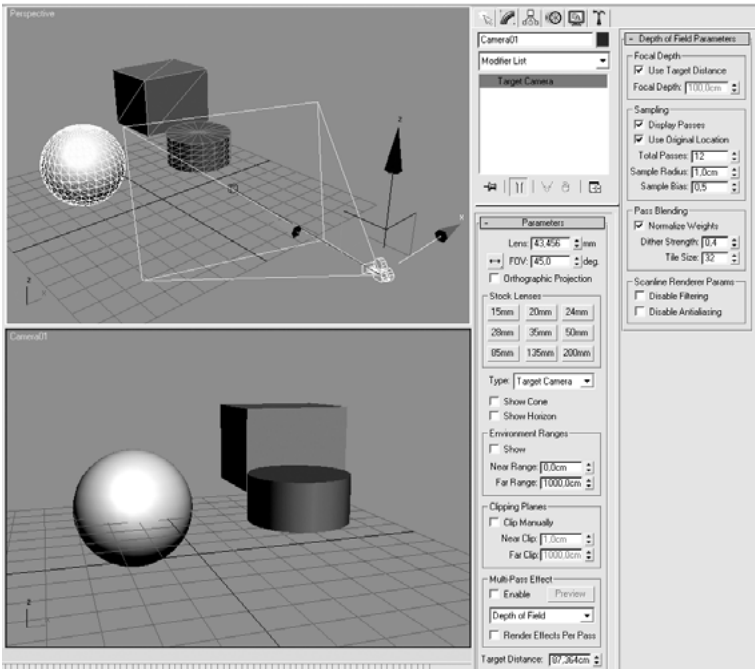 Perspective
z
x
z
Camera01
z
Camera01
Modifier List
Target Camera
- Parameters
Lens: 43,456 mm
FOV: 45,0 deg.
Orthographic Projection
Stock Lenses
15mm 20mm 24mm
28mm 35mm 50mm
85mm 135mm 200mm
Type: Target Camera
Show Cone
Show Horizon
Environment Ranges
Show
Near Range: 0,0cm
Far Range: 1000,0cm
Clipping Planes
Clip Manually
Near Clip: 1,0cm
Far Clip: 1000,0cm
Multi-Pass Effect
Enable Preview
Depth of Field
Render Effects Per Pass
Target Distance: 87,364cm
- Depth of Field Parameters
Focal Depth
Use Target Distance
Focal Depth: 100,0cm
Sampling
Display Passes
Use Original Location
Total Passes: 12
Sample Radius: 1,0cm
Sample Bias: 0,5
Pass Blending
Normalize Weights
Dither Strength: 0,4
Tile Size: 32
Scanline Renderer Params
Disable Filtering
Disable Antialiasing